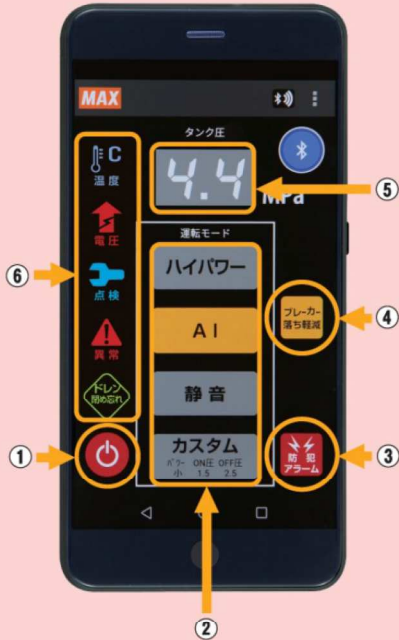 MAX
タンク圧
C
温度
4.4
MPa
電圧
運転モード
ハイパワー
⑤
⑥
点検
AI
ブレーカー
落ち軽減
④
異常
静音
ドレン
閉め忘れ
①
カスタム
パワー ON圧 OFF圧
小 1.5 2.5
防犯
アラーム
③
②